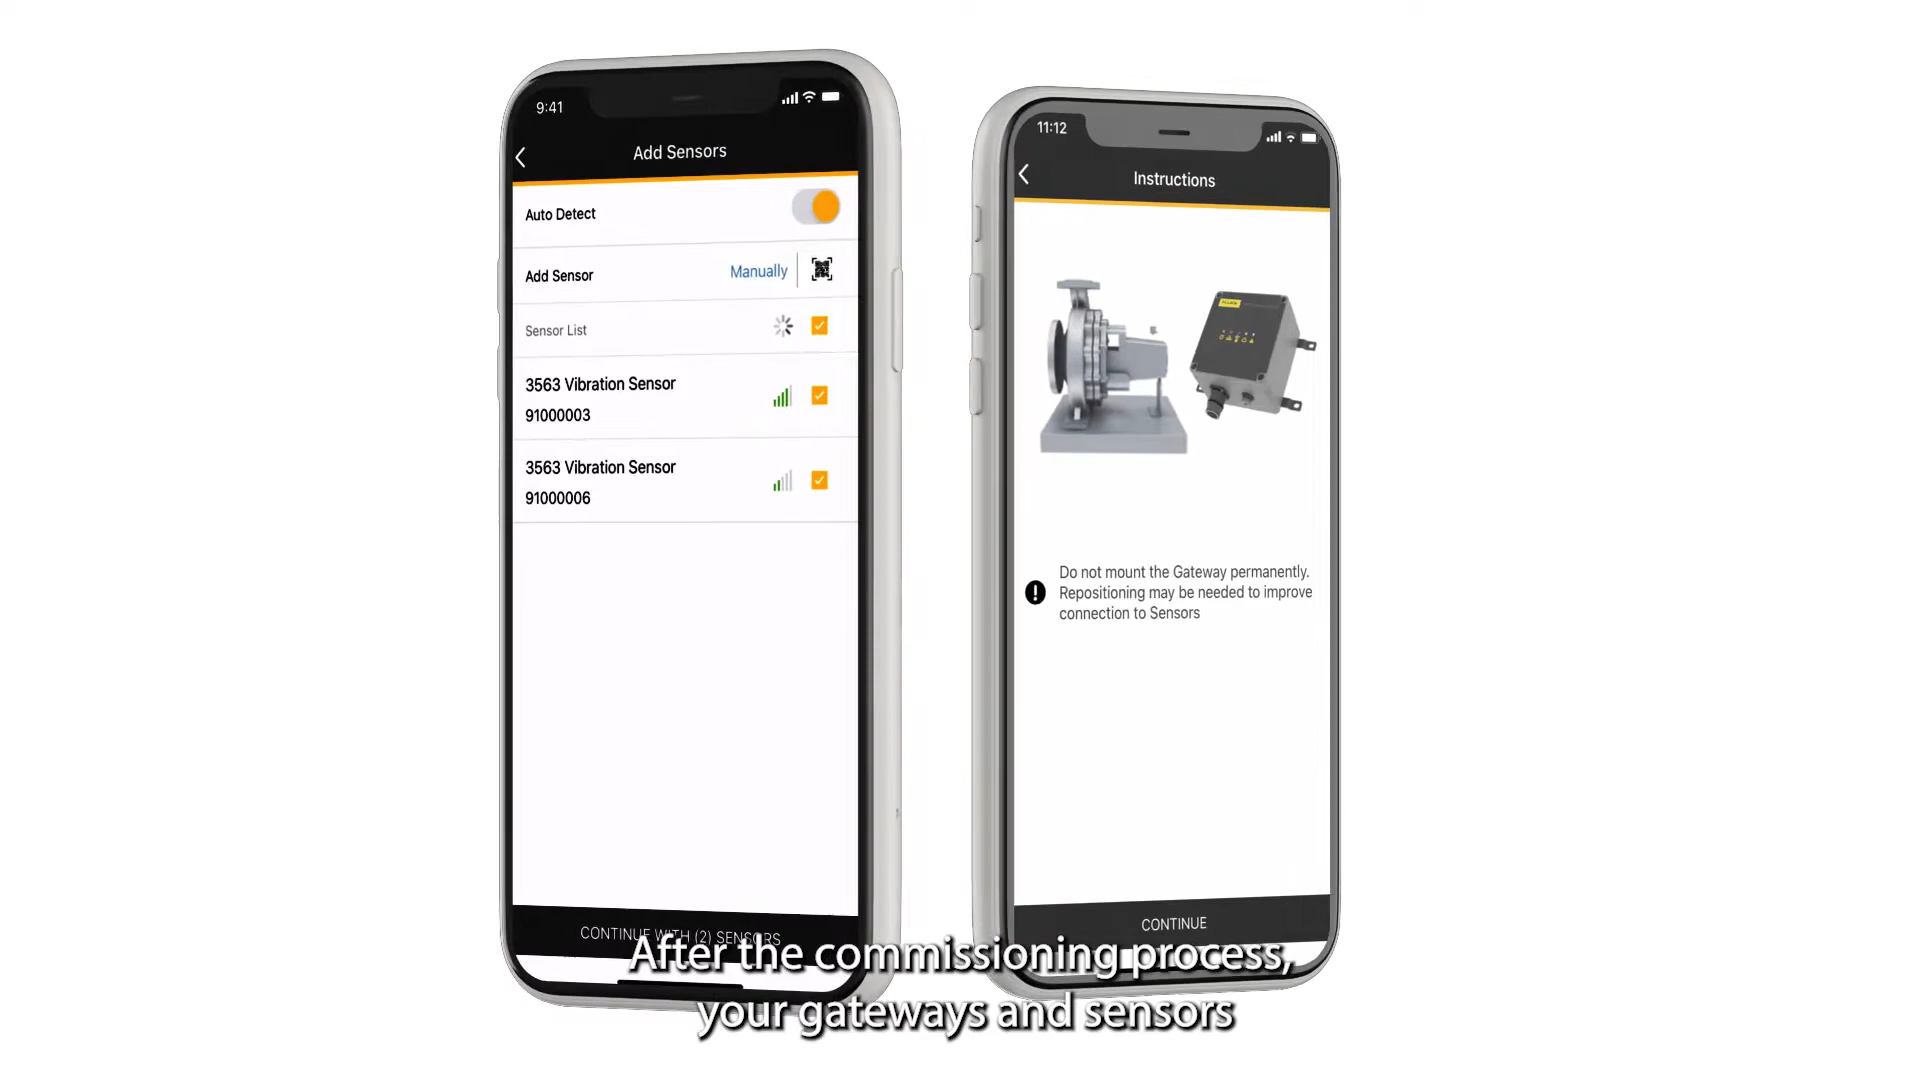 9:41
Add Sensors
Auto Detect
Add Sensor Manually
Sensor List
3563 Vibration Sensor
91000003
3563 Vibration Sensor
91000006
CONTINUE WITH (2) SENSORS
11:12
Instructions
FLUKE
Do not mount the Gateway permanently.
Repositioning may be needed to improve
connection to Sensors
CONTINUE
After the commissioning process,
your gateways and sensors